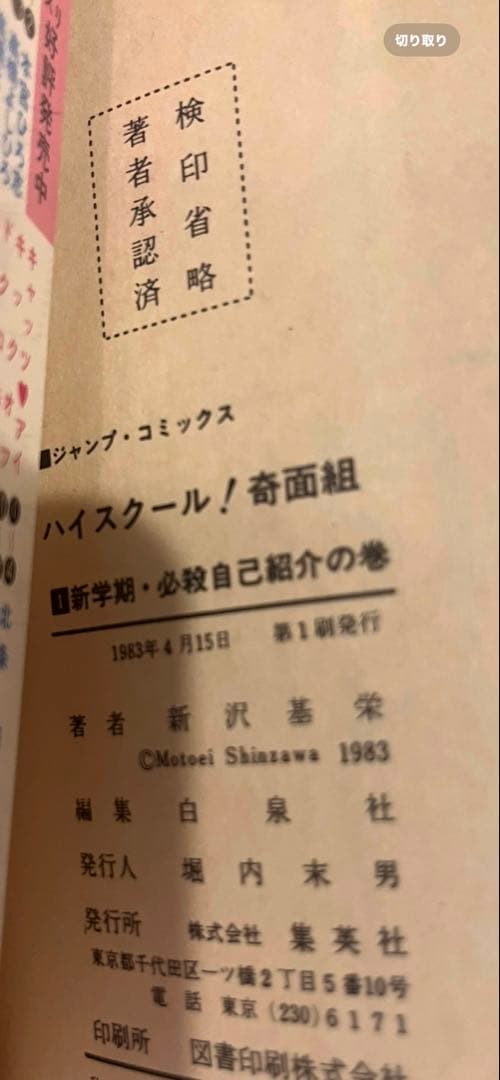 切り取り
好評発売中
検印省略
著者承認済
■ジャンプ・コミックス
ハイスクール!奇面組
1新学期・必殺自己紹介の巻
1983年4月15日 第1刷発行
著者 新沢基栄
©Motoei Shinzawa 1983
編集 白泉社
発行人 堀内末男
発行所 株式会社 集英社
東京都千代田区一ツ橋2丁目5番10号
電話 東京(230)6171
印刷所 図書印刷株式会社